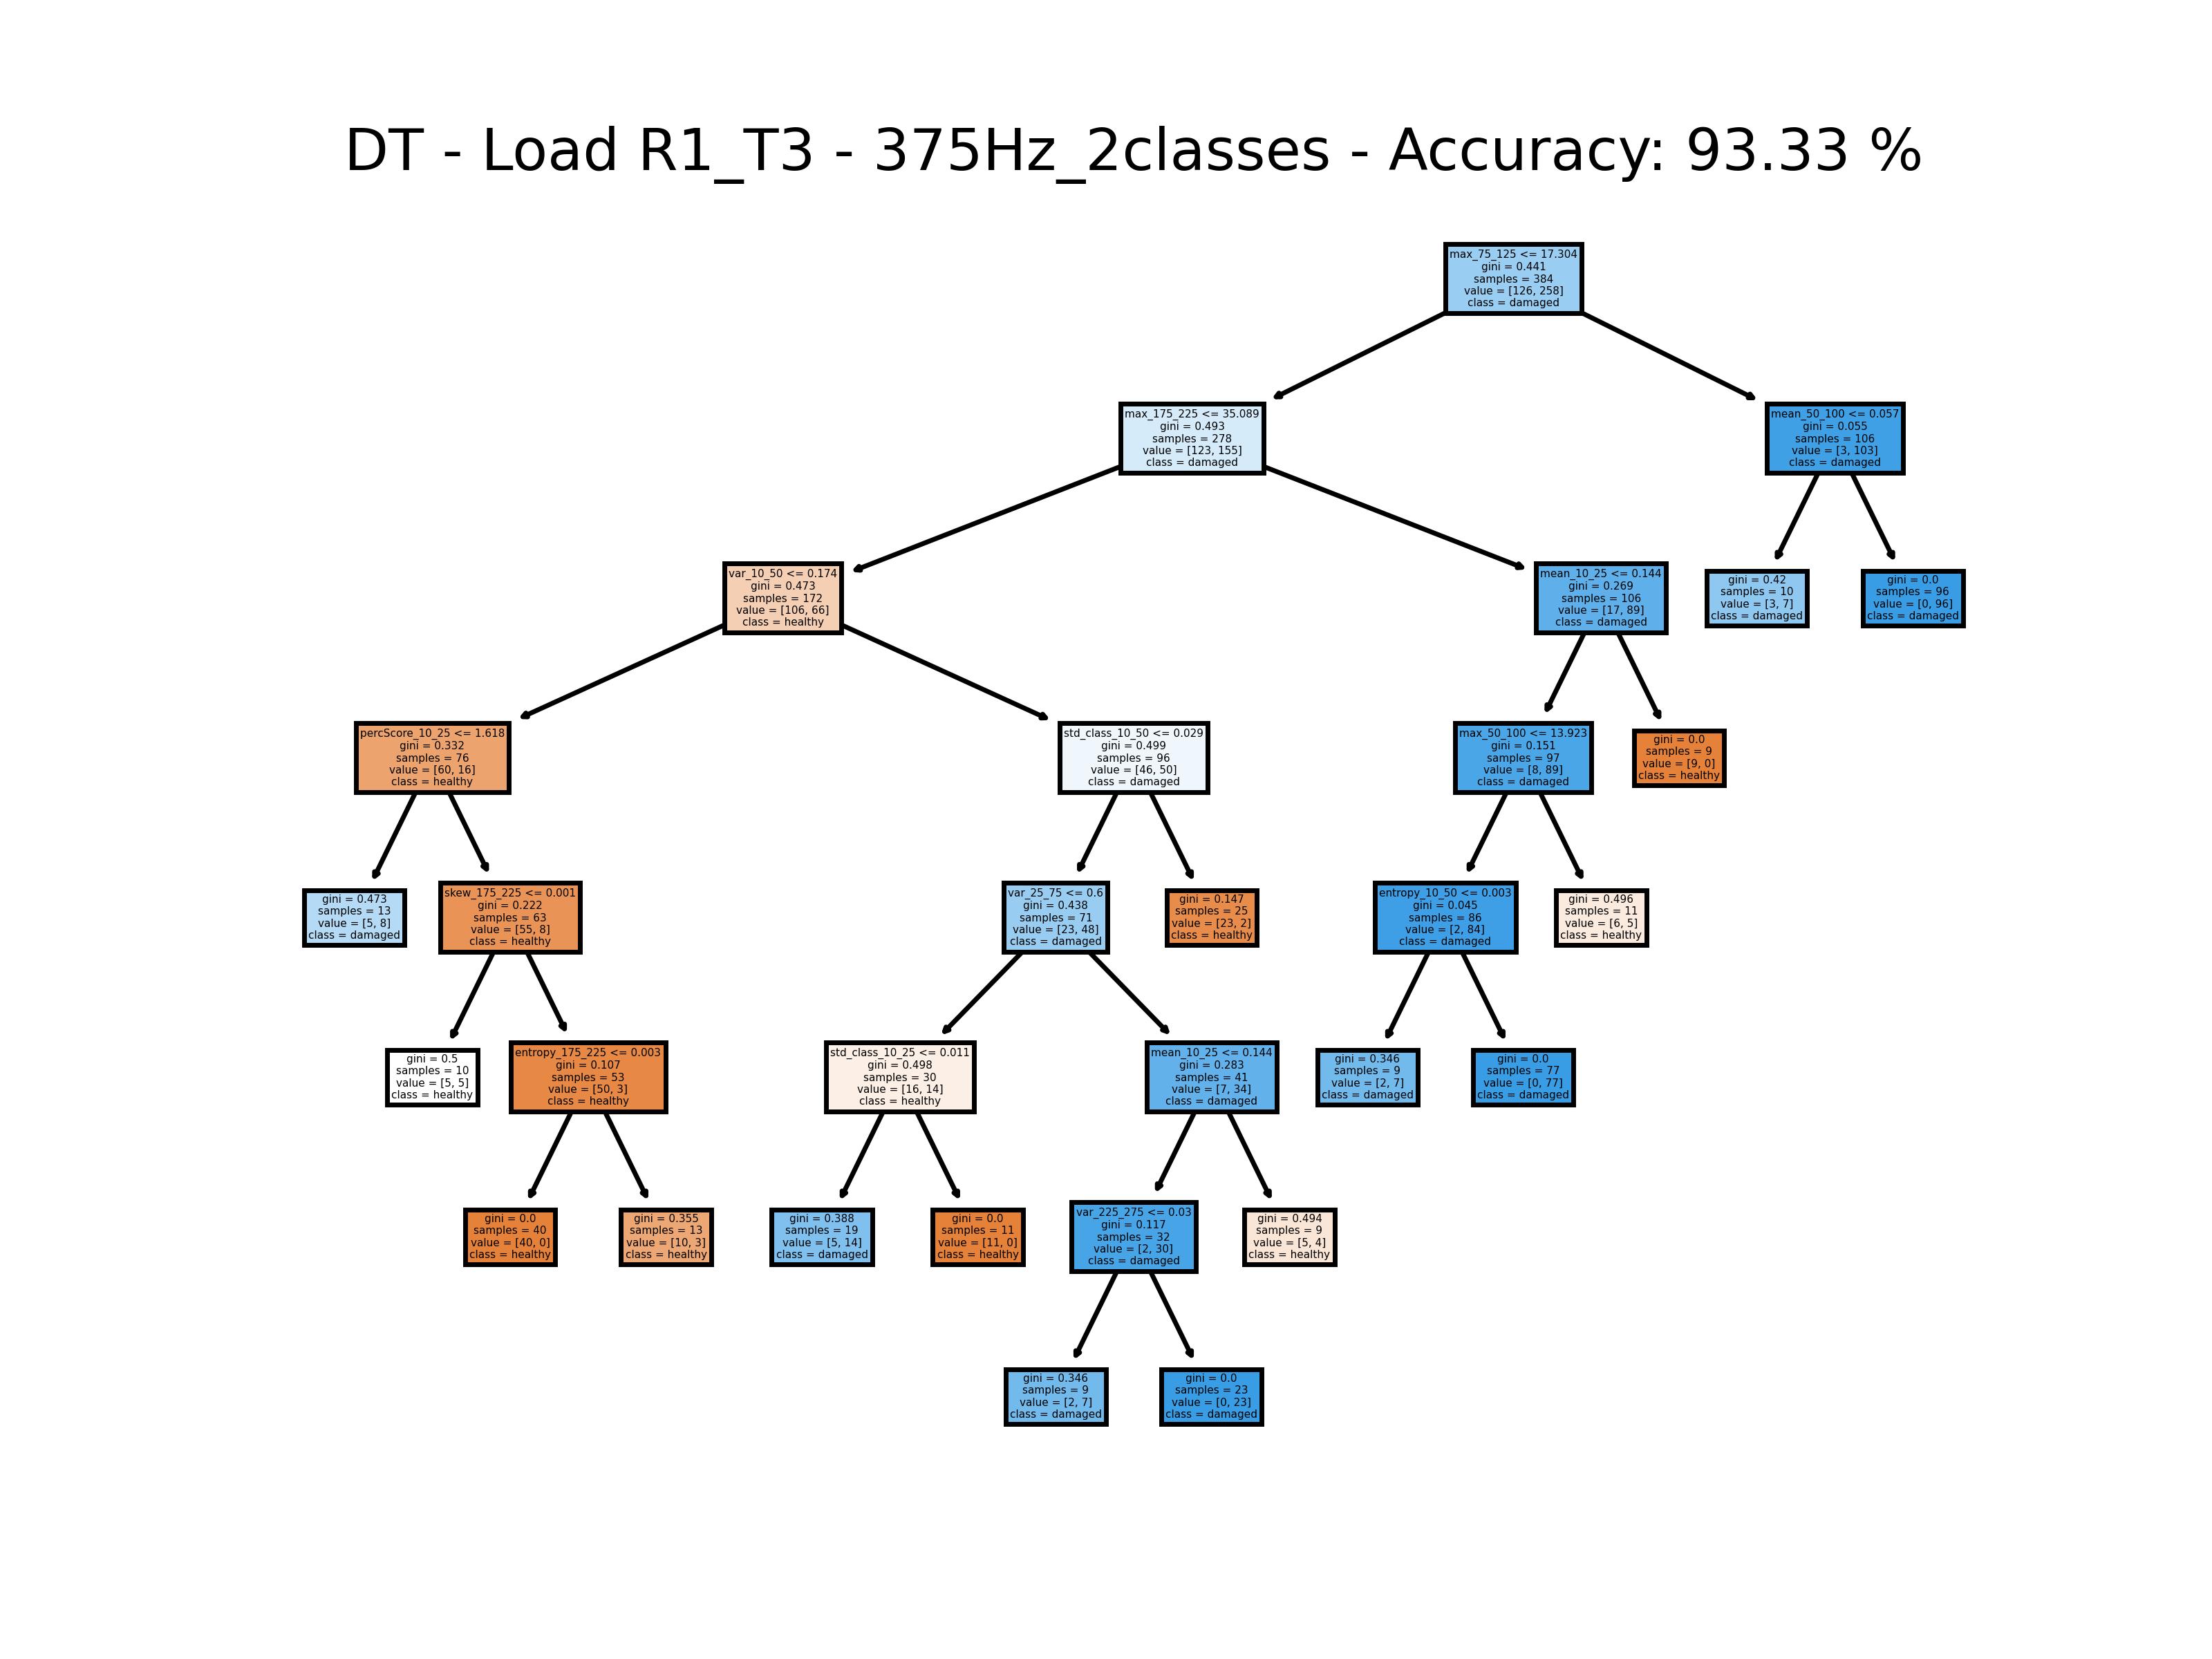 DT - Load R1_T3 - 375Hz_2classes - Accuracy: 93.33 %
max_75_125 <= 17.304
gini = 0.441
samples = 384
value = [126, 258]
class = damaged
max_175_225 <= 35.089
gini = 0.493
samples = 278
value = [123, 155]
class = damaged
mean_50_100 <= 0.057
gini = 0.055
samples = 106
value = [3, 103]
class = damaged
var_10_50 <= 0.174
gini = 0.473
samples = 172
value = [106, 66]
class = healthy
mean_10_25 <= 0.144
gini = 0.269
samples = 106
value = [17, 89]
class = damaged
gini = 0.42
samples = 10
value = [3, 7]
class = damaged
gini = 0.0
samples = 96
value = [0, 96]
class = damaged
percScore_10_25 <= 1.618
gini = 0.332
samples = 76
value = [60, 16]
class = healthy
std_class_10_50 <= 0.029
gini = 0.499
samples = 96
value = [46, 50]
class = damaged
max_50_100 <= 13.923
gini = 0.151
samples = 97
value = [8, 89]
class = damaged
gini = 0.0
samples = 9
value = [9, 0]
class = healthy
gini = 0.473
samples = 13
value = [5, 8]
class = damaged
skew_175_225 <= 0.001
gini = 0.222
samples = 63
value = [55, 8]
class = healthy
var_25_75 <= 0.6
gini = 0.438
samples = 71
value = [23, 48]
class = damaged
gini = 0.147
samples = 25
value = [23, 2]
class = healthy
entropy_10_50 <= 0.003
gini = 0.045
samples = 86
value = [2, 84]
class = damaged
gini = 0.496
samples = 11
value = [6, 5]
class = healthy
gini = 0.5
samples = 10
value = [5, 5]
class = healthy
entropy_175_225 <= 0.003
gini = 0.107
samples = 53
value = [50, 3]
class = healthy
std_class_10_25 <= 0.011
gini = 0.498
samples = 30
value = [16, 14]
class = healthy
mean_10_25 <= 0.144
gini = 0.283
samples = 41
value = [7, 34]
class = damaged
gini = 0.346
samples = 9
value = [2, 7]
class = damaged
gini = 0.0
samples = 77
value = [0, 77]
class = damaged
gini = 0.0
samples = 40
value = [40, 0]
class = healthy
gini = 0.355
samples = 13
value = [10, 3]
class = healthy
gini = 0.388
samples = 19
value = [5, 14]
class = damaged
gini = 0.0
samples = 11
value = [11, 0]
class = healthy
var_225_275 <= 0.03
gini = 0.117
samples = 32
value = [2, 30]
class = damaged
gini = 0.494
samples = 9
value = [5, 4]
class = healthy
gini = 0.346
samples = 9
value = [2, 7]
class = damaged
gini = 0.0
samples = 23
value = [0, 23]
class = damaged